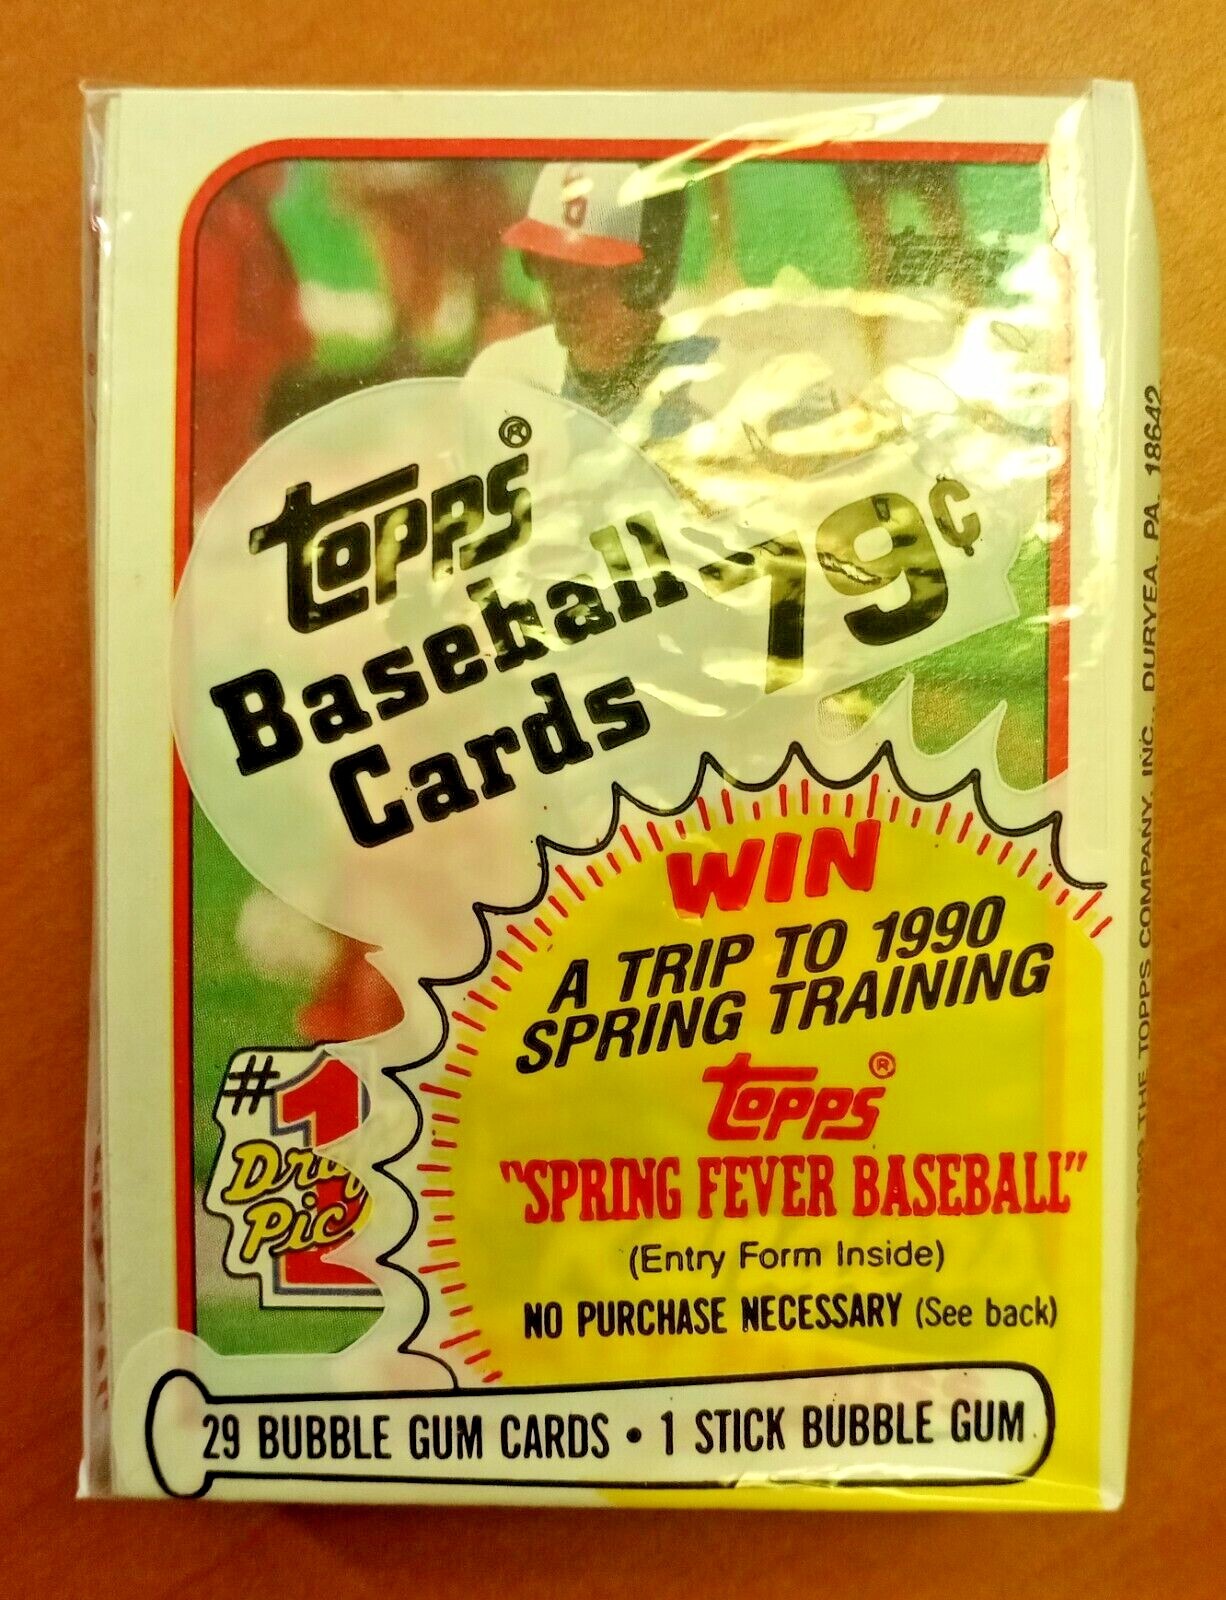 Topps®
Baseball
Cards
79¢
WIN
A TRIP TO 1990
SPRING TRAINING
Topps®
"SPRING FEVER BASEBALL"
(Entry Form Inside)
NO PURCHASE NECESSARY (See back)
#1
Dra
Pic
29 BUBBLE GUM CARDS • 1 STICK BUBBLE GUM
THE TOPPS COMPANY, INC., DURYEA, PA. 18642